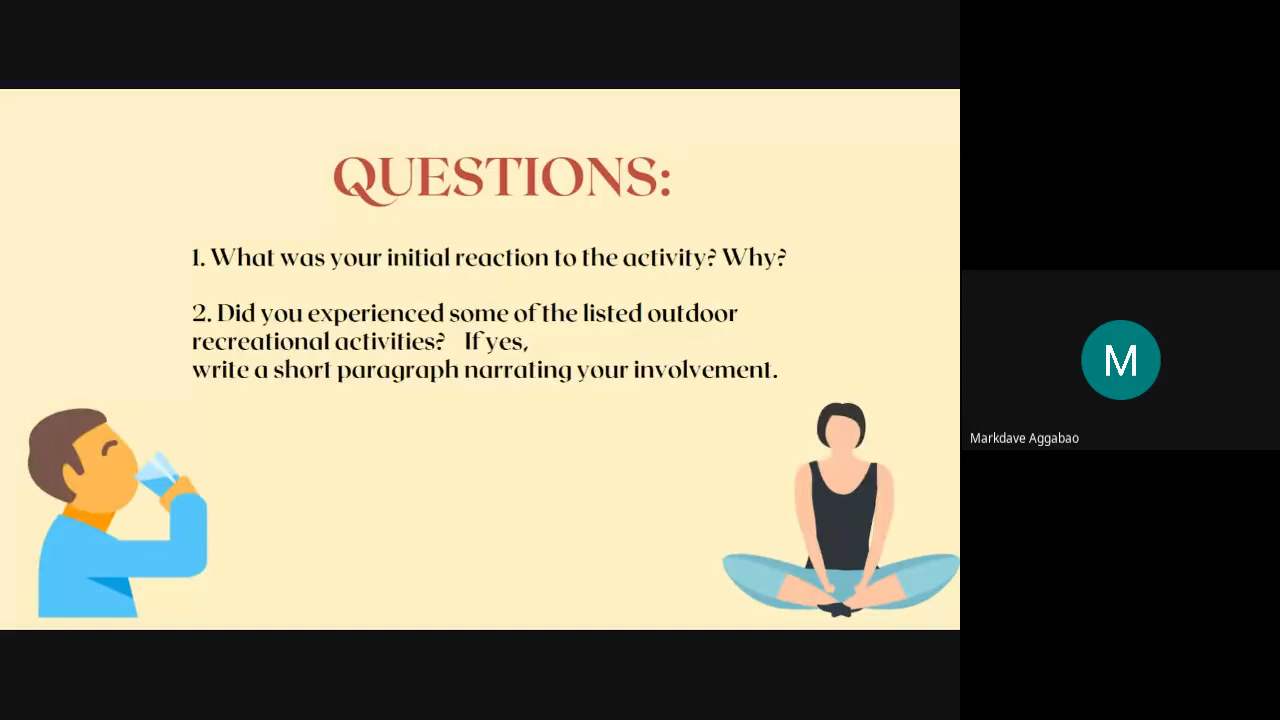 QUESTIONS:
1. What was your initial reaction to the activity? Why?
2. Did you experienced some of the listed outdoor
recreational activities? If yes,
write a short paragraph narrating your involvement.
M
Markdave Aggabao